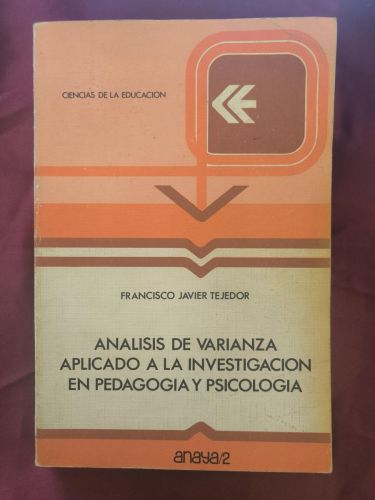 CIENCIAS DE LA EDUCACION
FRANCISCO JAVIER TEJEDOR
ANALISIS DE VARIANZA
APLICADO A LA INVESTIGACION
EN PEDAGOGIA Y PSICOLOGIA
anaya/2